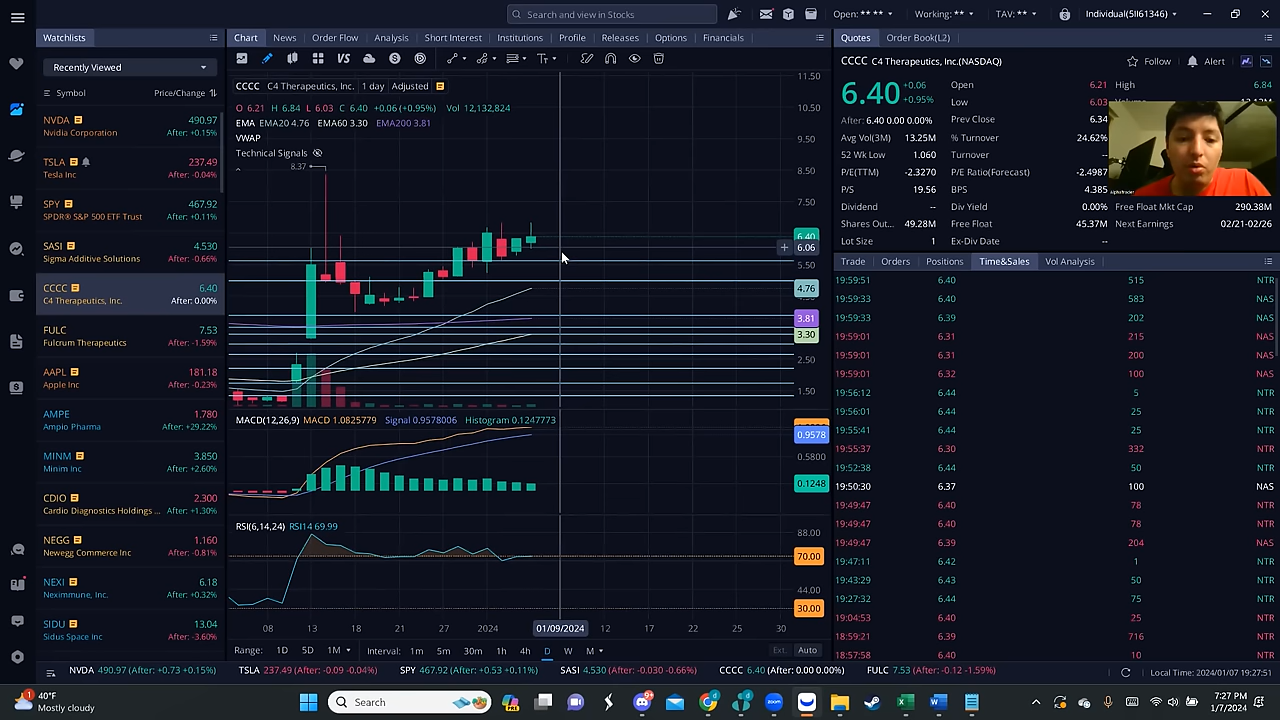 Search and view in Stocks
Open: ** **
Working: ** **
TAV: ** **
Individual(5II61346)
Watchlists
Recently Viewed
Symbol
Price/Change
NVDA 490.97
Nvidia Corporation +0.15%
TSLA 237.49
Tesla Inc After: -0.04%
SPY 467.92
SPDR® S&P 500 ETF Trust After: +0.11%
SASI 4.530
Sigma Additive Solutions After: -0.66%
CCCC 6.40
C4 Therapeutics, Inc. After: 0.00%
FULC 7.53
Fulcrum Therapeutics After: -1.59%
AAPL 181.18
Apple Inc After: -0.23%
AMPE 1.780
Ampio Pharma After: +29.22%
MINM 3.850
Minim Inc After: +2.60%
CDIO 2.300
Cardio Diagnostics Holdings ... After: +1.30%
NEGG 1.160
Newegg Commerce Inc After: -0.81%
NEXI 6.18
Neximmune, Inc. After: +0.32%
SIDU 13.04
Sidus Space Inc After: -3.60%
Chart News Order Flow Analysis Short Interest Institutions Profile Releases Options Financials
VS
CCCC C4 Therapeutics, Inc. 1 day Adjusted
O 6.21 H 6.84 L 6.03 C 6.40 +0.06 (+0.95%) Vol 12,132,824
EMA EMA20 4.76 EMA60 3.30 EMA200 3.81
VWAP
Technical Signals
8.37
11.50
10.50
9.50
8.50
7.50
6.40
6.06
5.50
4.76
3.81
3.30
2.50
1.50
MACD(12,26,9) MACD 1.0825779 Signal 0.9578006 Histogram 0.1247773
0.9578
0.5800
0.1248
RSI(6,14,24) RSI14 69.99
88.00
70.00
44.00
30.00
08 13 18 21 27 2024 01/09/2024 12 17 22 25 30
Range: 1D 5D 1M Interval: 1m 5m 30m 1h 4h D W M Ext. Auto
Quotes Order Book(L2)
CCCC C4 Therapeutics, Inc.(NASDAQ)
Follow Alert
6.40 +0.06
+0.95%
After: 6.40 0.00 0.00%
Open 6.21 High 6.84
Low 6.03
Prev Close 6.34
Avg Vol(3M) 13.25M % Turnover 24.62%
52 Wk Low 1.060 Turnover --
P/E(TTM) -2.3270 P/E Ratio(Forecast) -2.4987
P/S 19.56 BPS 4.385
Dividend -- Div Yield 0.00% Free Float Mkt Cap 290.38M
Shares Out... 49.28M Free Float 45.37M Next Earnings 02/21-02/26
Lot Size 1 Ex-Div Date --
Trade Orders Positions Time&Sales Vol Analysis
19:59:51 6.40 515 NAS
19:59:33 6.40 583 NAS
19:59:33 6.39 202 NAS
19:59:01 6.31 215 NAS
19:59:01 6.31 200 NAS
19:59:01 6.32 100 NAS
19:56:12 6.44 5 NTR
19:56:01 6.44 25 NTR
19:55:41 6.44 25 NTR
19:55:37 6.30 332 NTR
19:52:38 6.44 50 NTR
19:50:30 6.37 100 NAS
19:49:47 6.44 78 NTR
19:49:47 6.44 78 NTR
19:49:47 6.39 204 NTR
19:47:11 6.42 1 NTR
19:43:29 6.43 50 NTR
19:27:32 6.44 75 NTR
19:04:53 6.40 25 NTR
18:59:21 6.39 716 NTR
18:57:58 6.40 10 NTR
NVDA 490.97 (After: +0.73 +0.15%) TSLA 237.49 (After: -0.09 -0.04%) SPY 467.92 (After: +0.53 +0.11%) SASI 4.530 (After: -0.030 -0.66%) CCCC 6.40 (After: 0.00 0.00%) FULC 7.53 (After: -0.12 -1.59%)
Local Time: 2024/01/07 19:27:51
1
40°F
Mostly cloudy
Search
9+
7:27 PM
1/7/2024